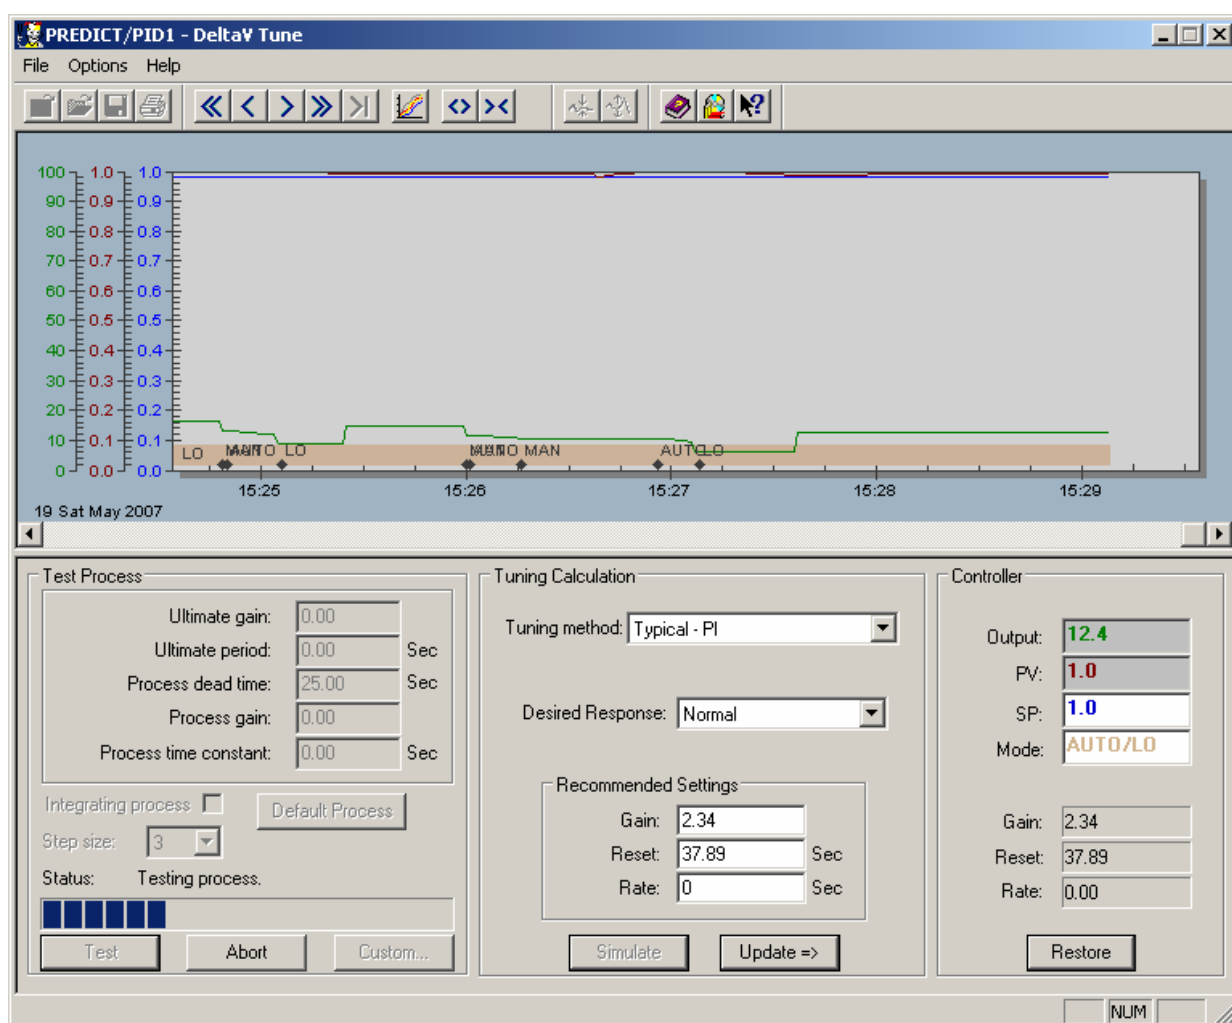 PREDICT/PID1 - DeltaV Tune
File Options Help
100 1.0 1.0
90 0.9 0.9
80 0.8 0.8
70 0.7 0.7
60 0.6 0.6
50 0.5 0.5
40 0.4 0.4
30 0.3 0.3
20 0.2 0.2
10 0.1 0.1
0 0.0 0.0
LO LO MAN LO
15:25 15:26 15:27 15:28 15:29
19 Sat May 2007
Test Process
Ultimate gain: 0.00
Ultimate period: 0.00 Sec
Process dead time: 25.00 Sec
Process gain: 0.00
Process time constant: 0.00 Sec
Integrating process
Default Process
Step size: 3
Status: Testing process.
Test Abort Custom...
Tuning Calculation
Tuning method: Typical - PI
Desired Response: Normal
Recommended Settings
Gain: 2.34
Reset: 37.89 Sec
Rate: 0 Sec
Simulate Update =>
Controller
Output: 12.4
PV: 1.0
SP: 1.0
Mode: AUTO/LO
Gain: 2.34
Reset: 37.89
Rate: 0.00
Restore
NUM